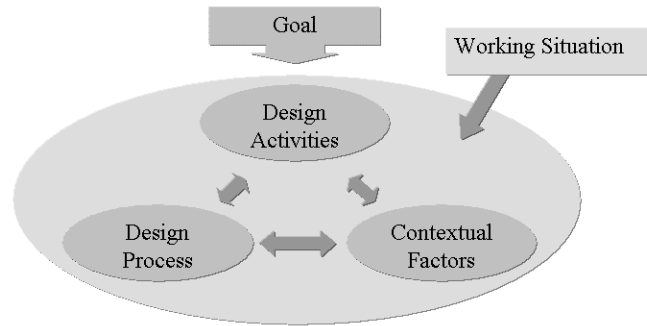 Goal
Working Situation
Design
Activities
Design
Process
Contextual
Factors